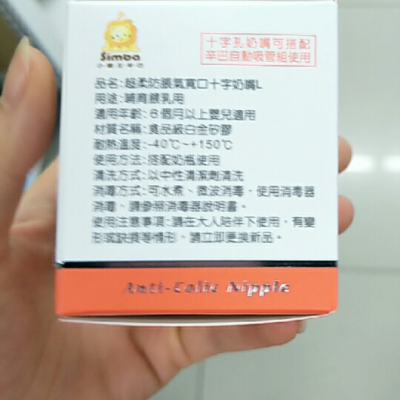 Simba
小獅王辛巴
十字孔奶嘴可搭配
辛巴自動吸管組使用
品名:超柔防脹氣寬口十字奶嘴L
用途:哺育餵乳用
適用年齡:6個月以上嬰兒適用
材質名稱:食品級白金矽膠
耐熱溫度:-40℃~+150℃
使用方法:搭配奶瓶使用
清洗方式:以中性清潔劑清洗
消毒方式:可水煮、微波消毒,使用消毒器
消毒,請參照消毒器說明書。
使用注意事項:請在大人陪伴下使用,有變
形或缺損等情形,請立即更換新品。
Anti-Colic Nipple